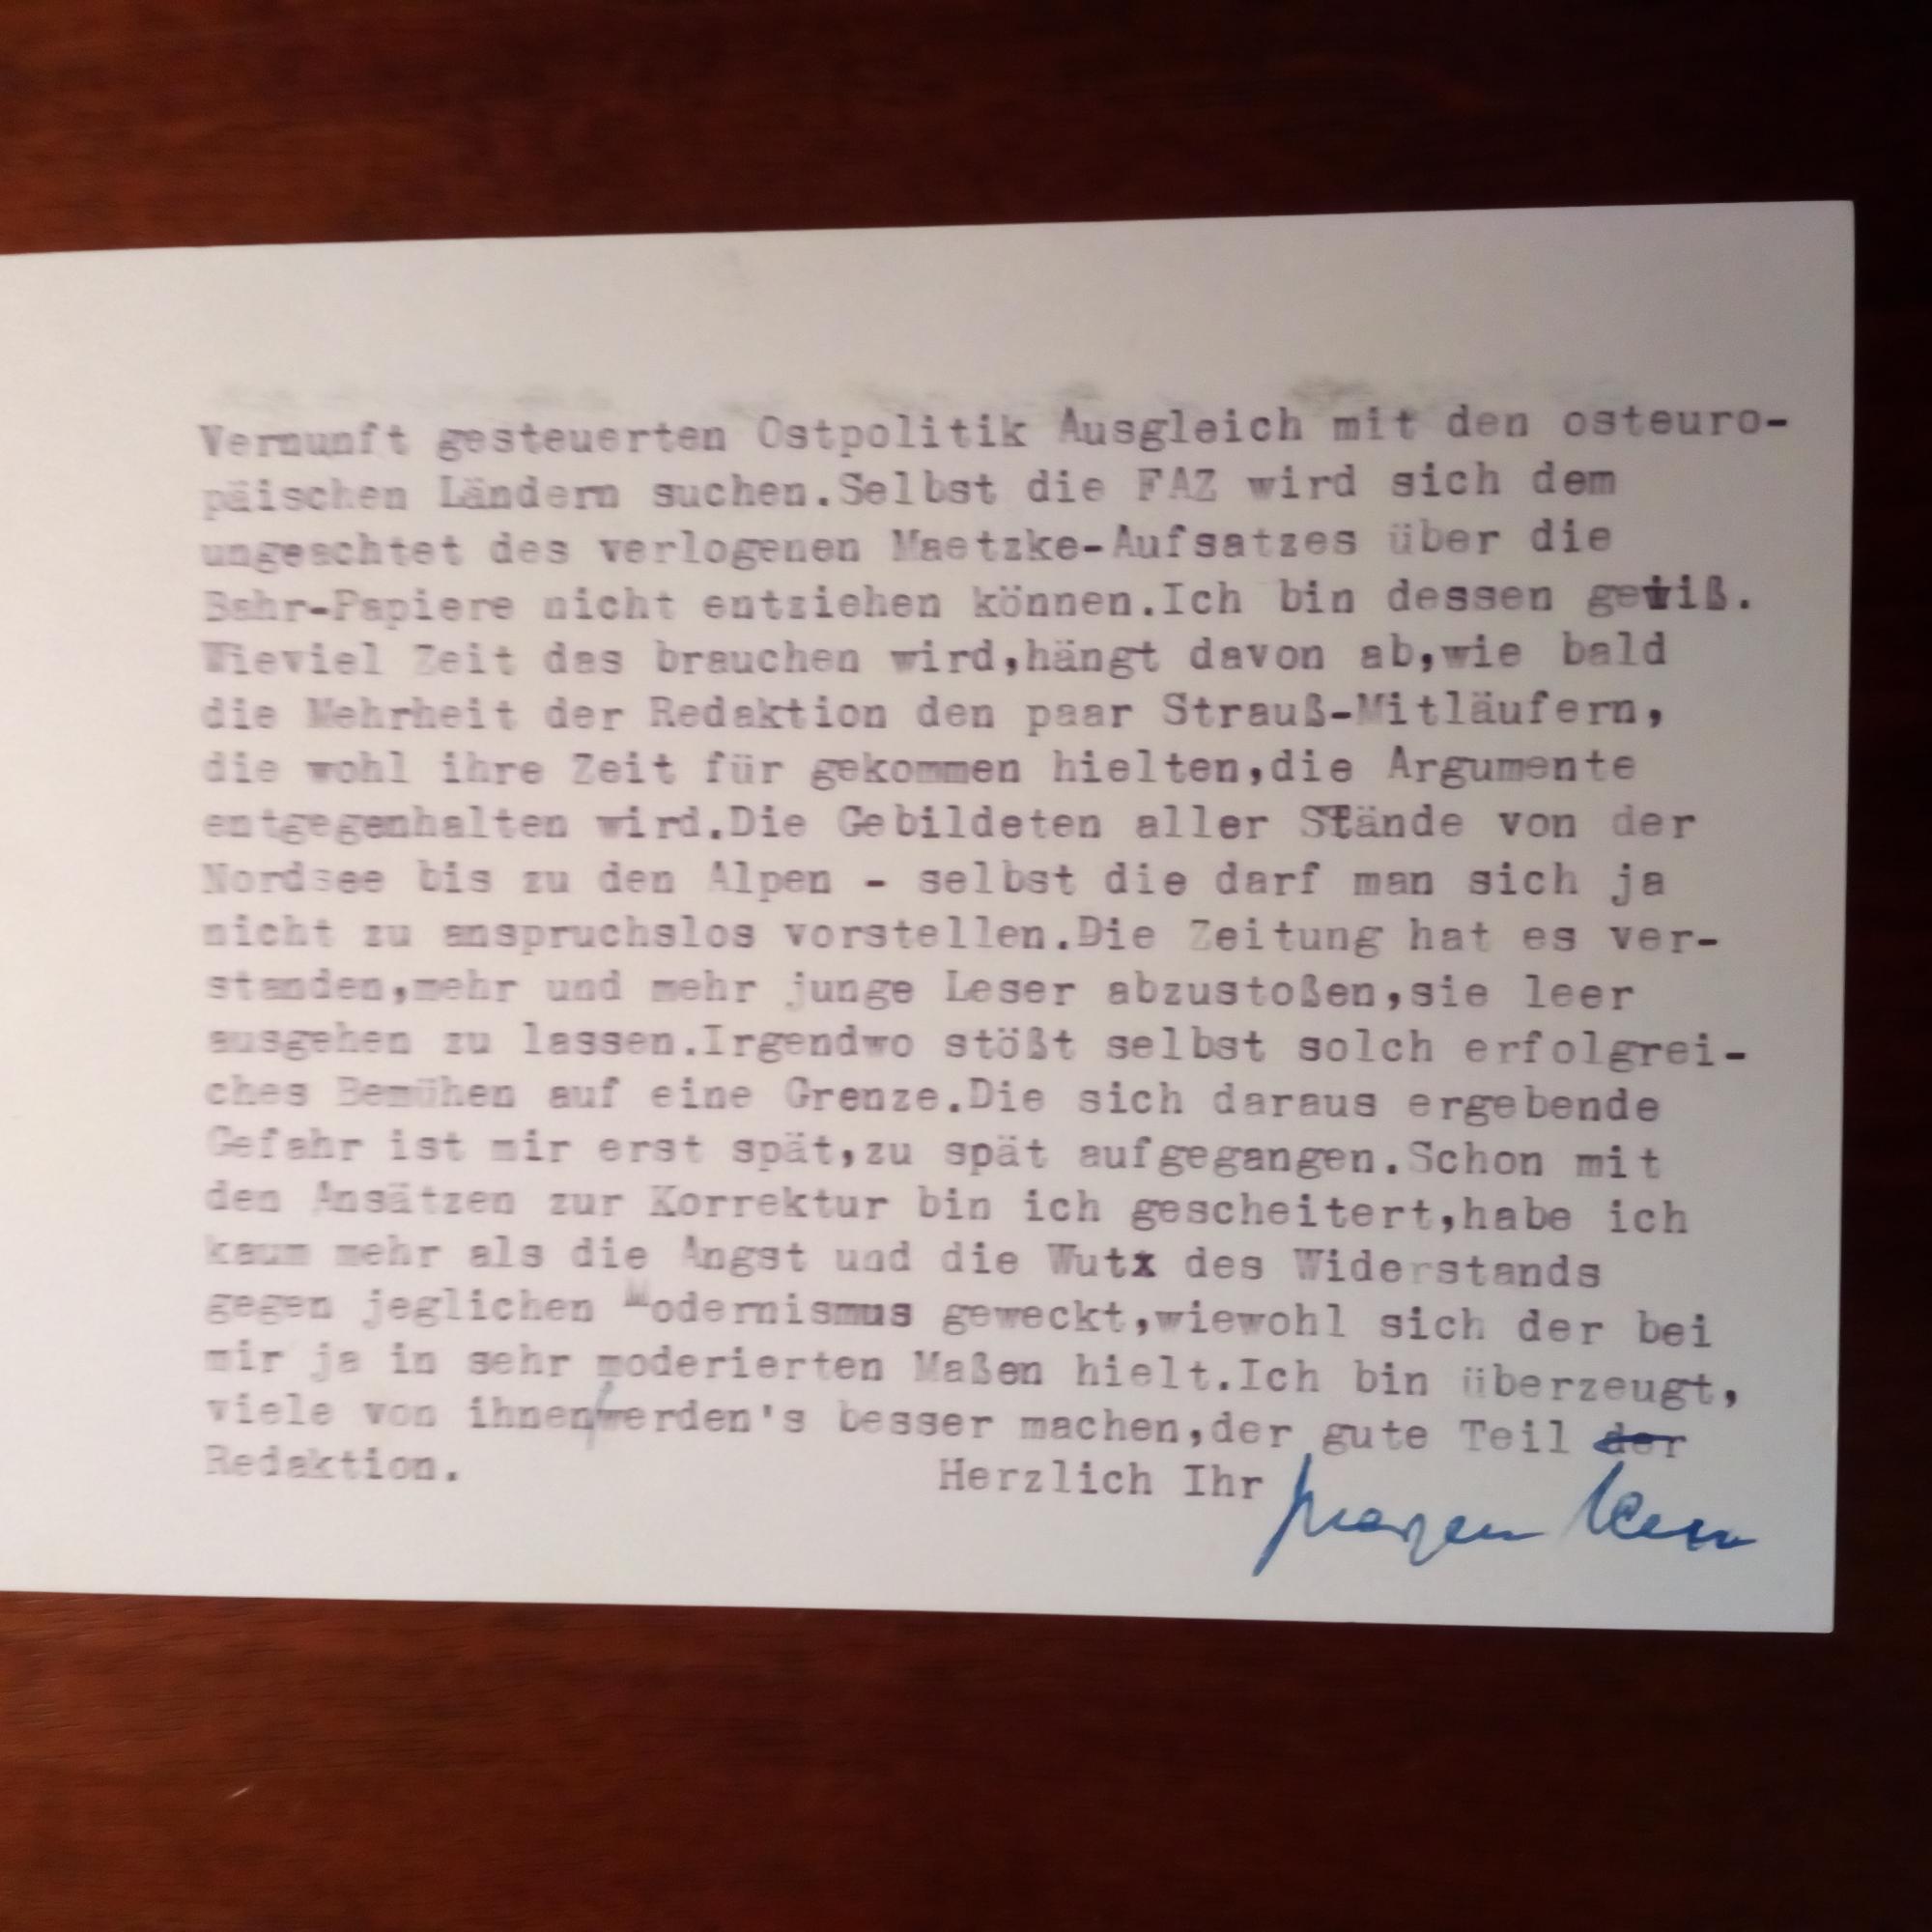 Vernunft gesteuerten Ostpolitik Ausgleich mit den osteuro-
päischen Ländern suchen.Selbst die FAZ wird sich dem
ungeachtet des verlogenen Maetzke-Aufsatzes über die
Bahr-Papiere nicht entziehen können.Ich bin dessen gewiß.
Wieviel Zeit das brauchen wird,hängt davon ab,wie bald
die Mehrheit der Redaktion den paar Strauß-Mitläufern,
die wohl ihre Zeit für gekommen hielten,die Argumente
entgegenhalten wird.Die Gebildeten aller Stände von der
Nordsee bis zu den Alpen - selbst die darf man sich ja
nicht zu anspruchslos vorstellen.Die Zeitung hat es ver-
standen,mehr und mehr junge Leser abzustoßen,sie leer
ausgehen zu lassen.Irgendwo stößt selbst solch erfolgrei-
ches Bemühen auf eine Grenze.Die sich daraus ergebende
Gefahr ist mir erst spät,zu spät aufgegangen.Schon mit
den Ansätzen zur Korrektur bin ich gescheitert,habe ich
kaum mehr als die Angst und die Wutx des Widerstands
gegen jeglichen Modernismus geweckt,wiewohl sich der bei
mir ja in sehr moderierten Maßen hielt.Ich bin überzeugt,
viele von ihnen werden's besser machen,der gute Teil der
Redaktion.
Herzlich Ihr